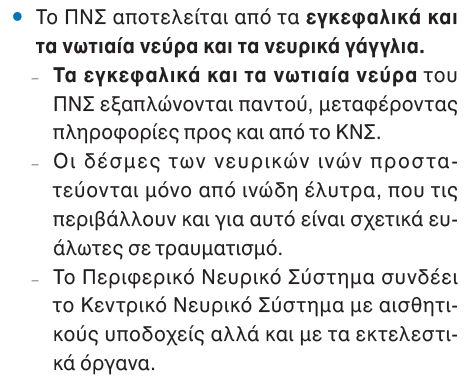 • Το ΠΝΣ αποτελείται από τα εγκεφαλικά και
τα νωτιαία νεύρα και τα νευρικά γάγγλια.
– Τα εγκεφαλικά και τα νωτιαία νεύρα του
ΠΝΣ εξαπλώνονται παντού, μεταφέροντας
πληροφορίες προς και από το ΚΝΣ.
– Οι δέσμες των νευρικών ινών προστα-
τεύονται μόνο από ινώδη έλυτρα, που τις
περιβάλλουν και για αυτό είναι σχετικά ευ-
άλωτες σε τραυματισμό.
– Το Περιφερικό Νευρικό Σύστημα συνδέει
το Κεντρικό Νευρικό Σύστημα με αισθητι-
κούς υποδοχείς αλλά και με τα εκτελεστι-
κά όργανα.